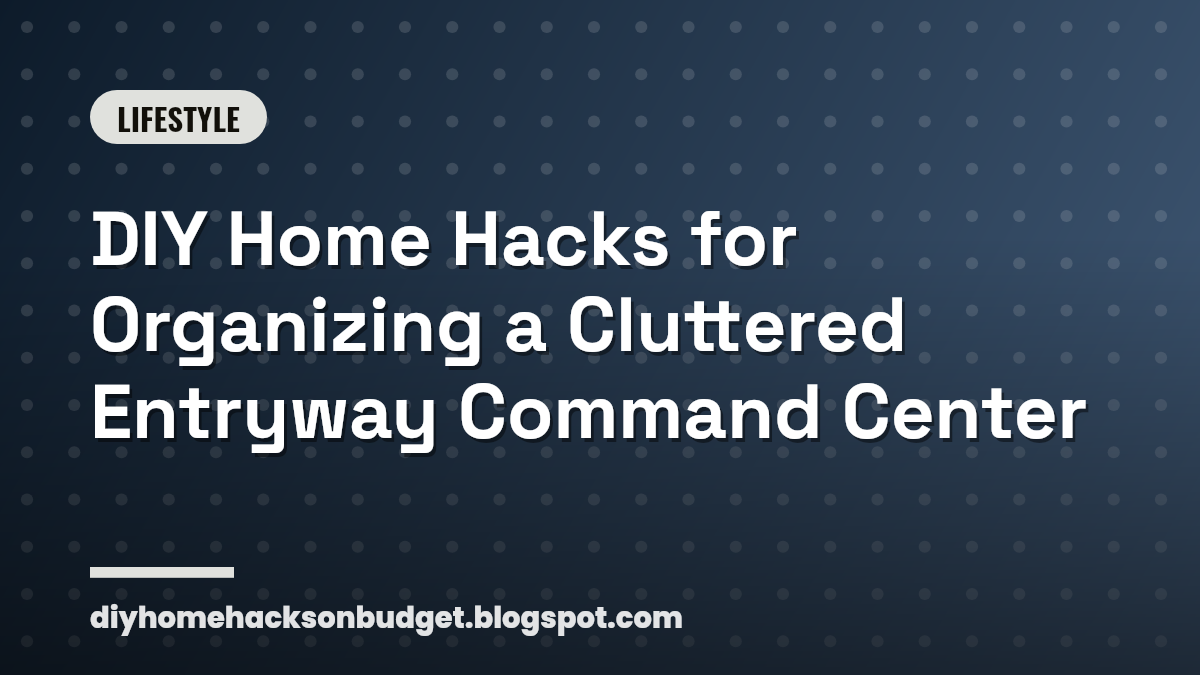 LIFESTYLE
DIY Home Hacks for
Organizing a Cluttered
Entryway Command Center
diyhomehacksonbudget.blogspot.com